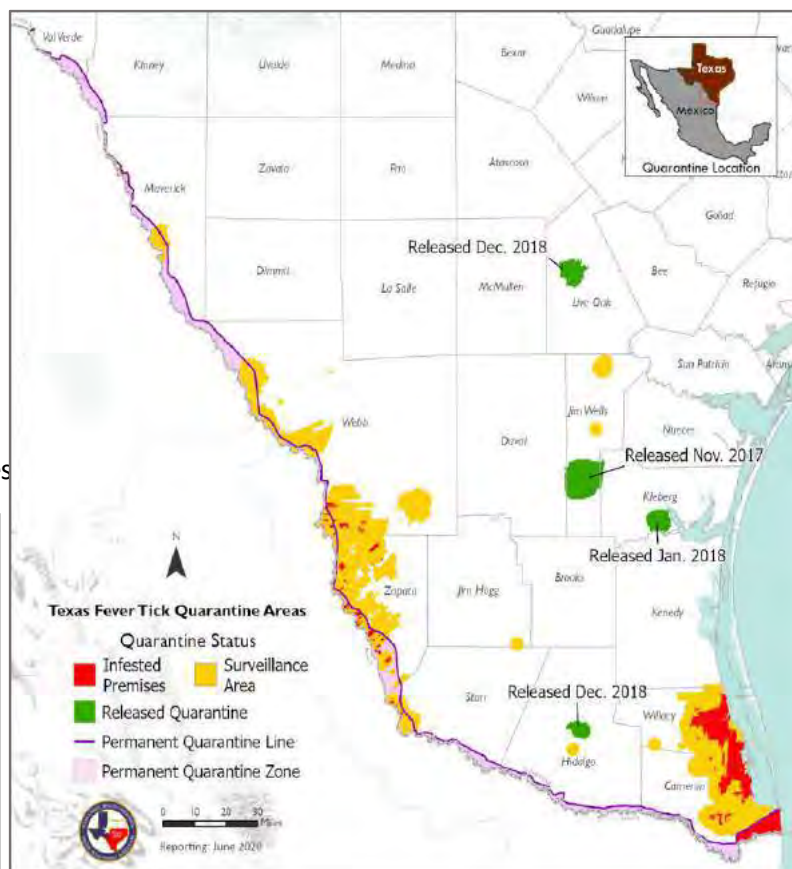 Guadalupe
Val Verde
Kinney
Uvalde
Medina
Bexar
Wilson
Texas
México
Quarantine Location
Maverick
Zavala
Frio
Atascosa
Goliad
Released Dec. 2018
Dimmit
La Salle
McMullen
Live Oak
Bee
Refugio
San Patricio
Webb
Duval
Jim Wells
Nueces
Released Nov. 2017
Kleberg
Released Jan. 2018
N
Zapata
Jim Hogg
Brooks
Kenedy
Texas Fever Tick Quarantine Areas
Quarantine Status
Infested Premises
Surveillance Area
Released Quarantine
Permanent Quarantine Line
Permanent Quarantine Zone
Starr
Released Dec. 2018
Hidalgo
Willacy
Cameron
0 10 20 30
Miles
Reporting: June 2020